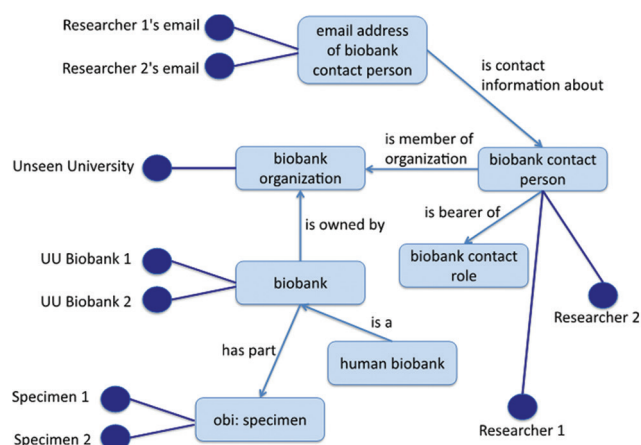 Researcher 1's email
Researcher 2's email
email address
of biobank
contact person
is contact
information about
Unseen University
biobank
organization
is member of
organization
biobank contact
person
is owned by
is bearer of
biobank contact
role
UU Biobank 1
UU Biobank 2
biobank
is a
has part
human biobank
Researcher 2
Specimen 1
Specimen 2
obi: specimen
Researcher 1